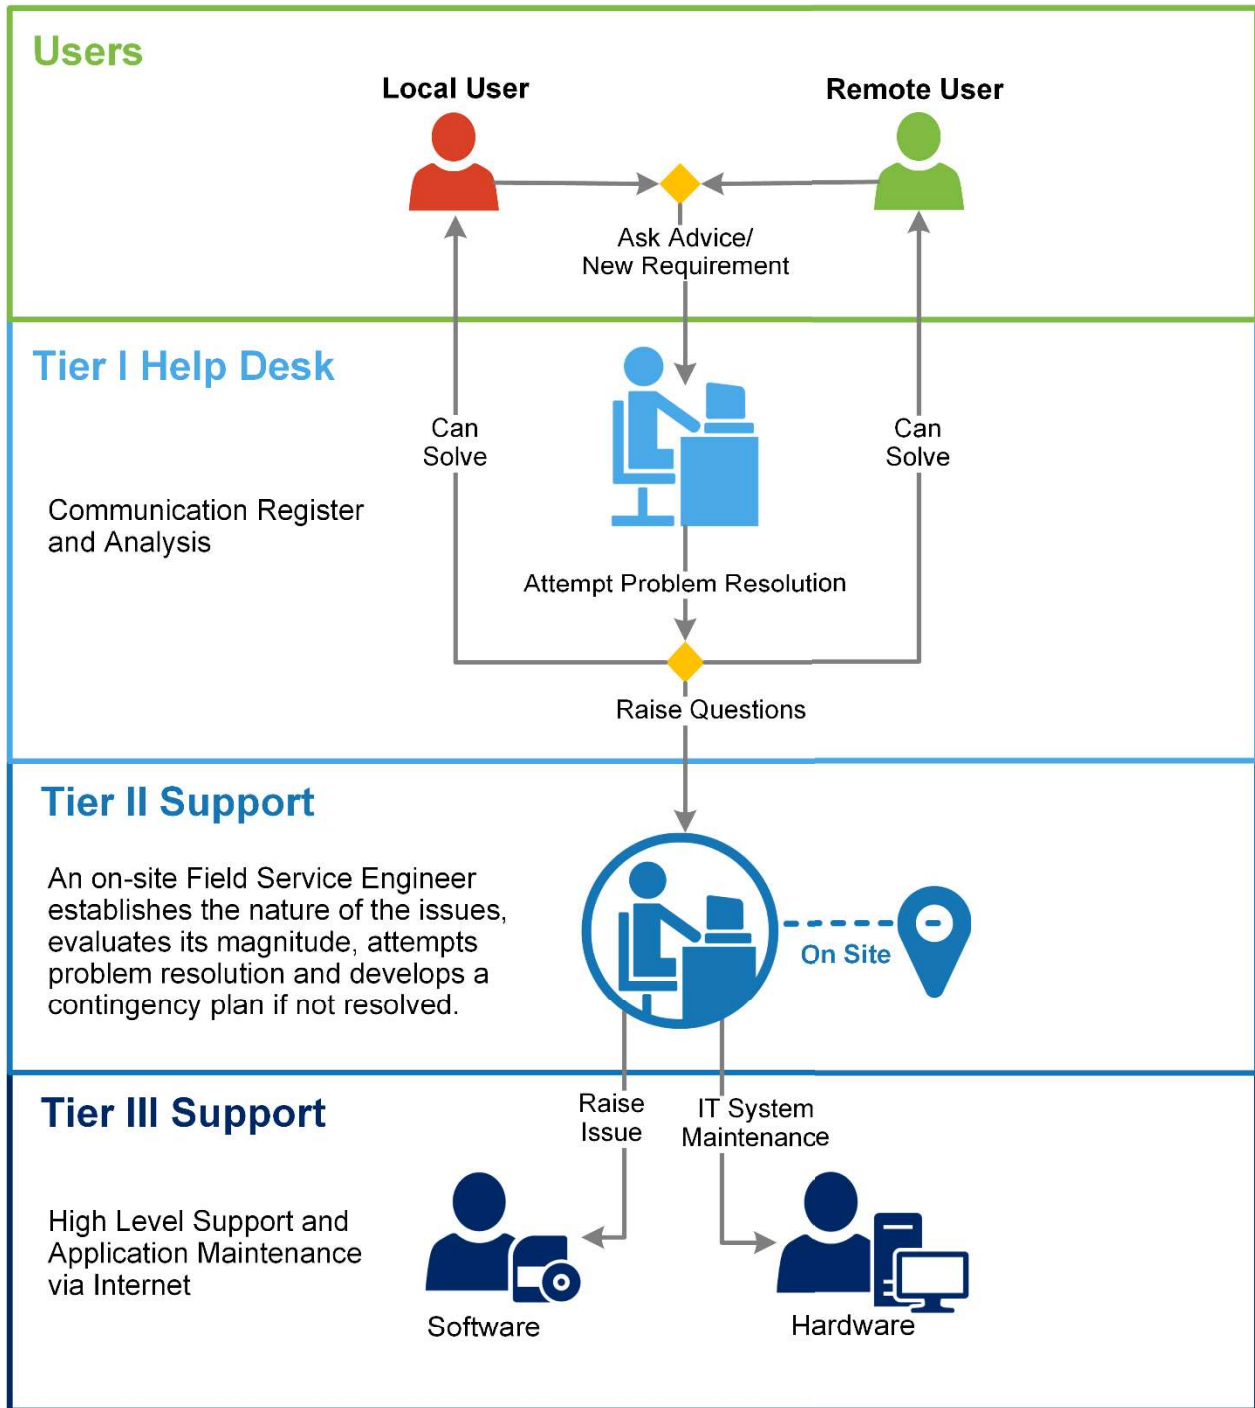 Users
Local User
Remote User
Ask Advice/
New Requirement
Tier I Help Desk
Can
Solve
Can
Solve
Communication Register
and Analysis
Attempt Problem Resolution
Raise Questions
Tier II Support
An on-site Field Service Engineer
establishes the nature of the issues,
evaluates its magnitude, attempts
problem resolution and develops a
contingency plan if not resolved.
On Site
Tier III Support
Raise
Issue
IT System
Maintenance
High Level Support and
Application Maintenance
via Internet
Software
Hardware